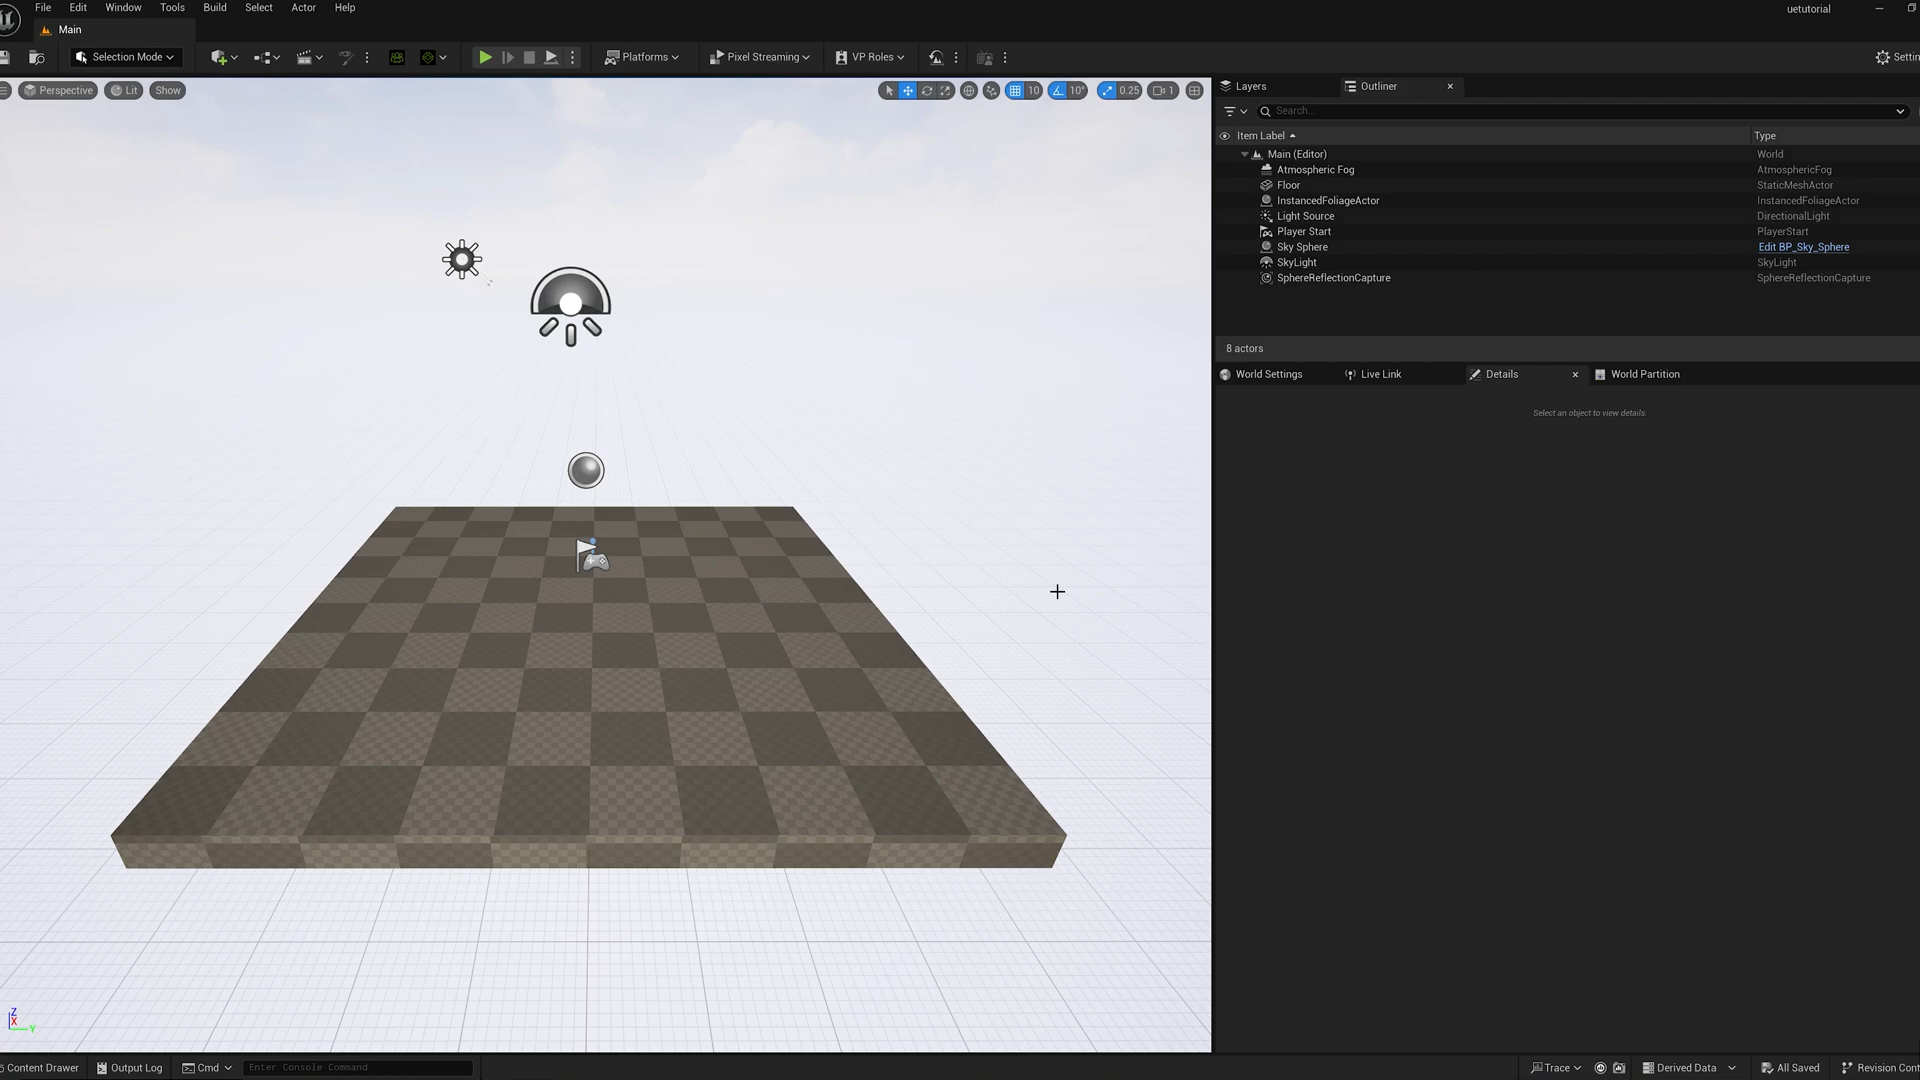 File Edit Window Tools Build Select Actor Help
uetutorial
Main
Selection Mode
Platforms
Pixel Streaming
VP Roles
Settin
Perspective Lit Show
10 10° 0.25 1
Layers Outliner
Search...
Item Label Type
Main (Editor) World
Atmospheric Fog AtmosphericFog
Floor StaticMeshActor
InstancedFoliageActor InstancedFoliageActor
Light Source DirectionalLight
Player Start PlayerStart
Sky Sphere Edit BP_Sky_Sphere
SkyLight SkyLight
SphereReflectionCapture SphereReflectionCapture
8 actors
World Settings Live Link Details World Partition
Select an object to view details.
Z
X
Y
Content Drawer Output Log Cmd Enter Console Command
Trace Derived Data All Saved Revision Cont